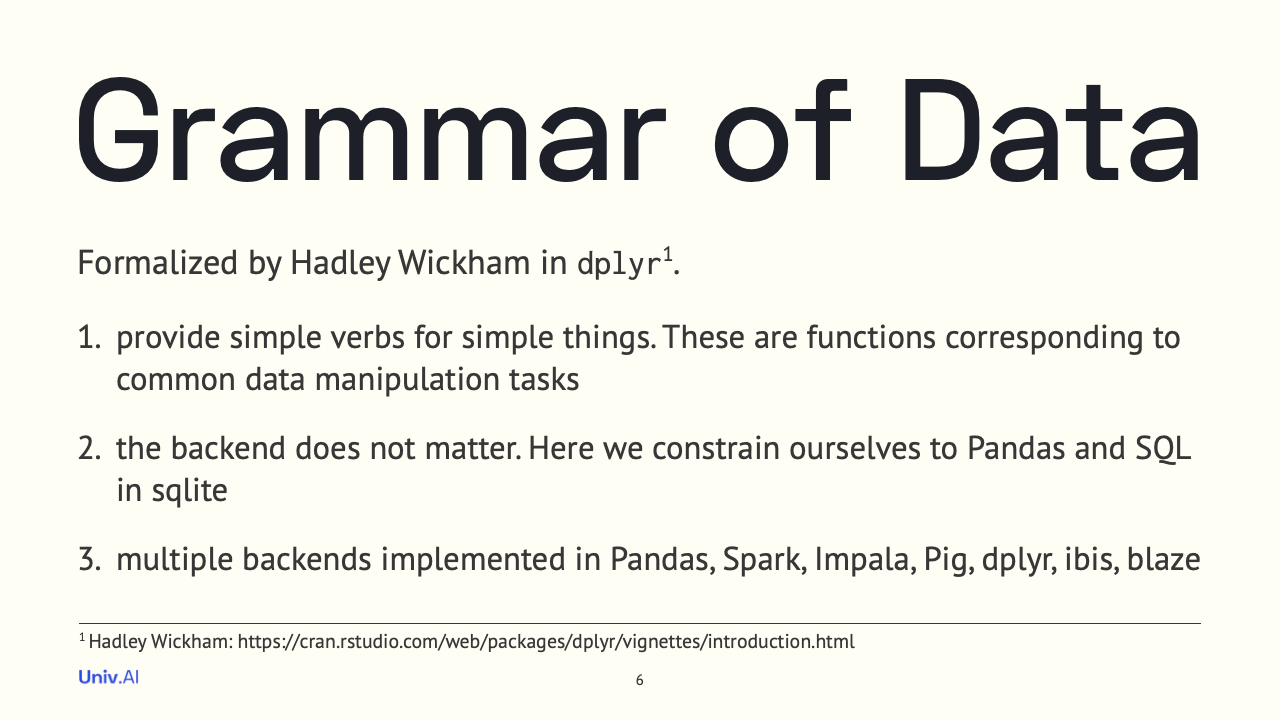 Grammar of Data
Formalized by Hadley Wickham in dplyr¹.
1. provide simple verbs for simple things. These are functions corresponding to
common data manipulation tasks
2. the backend does not matter. Here we constrain ourselves to Pandas and SQL
in sqlite
3. multiple backends implemented in Pandas, Spark, Impala, Pig, dplyr, ibis, blaze
¹ Hadley Wickham: https://cran.rstudio.com/web/packages/dplyr/vignettes/introduction.html
Univ.AI
6